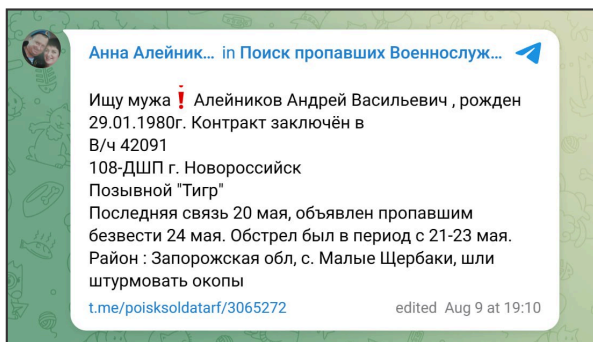 Анна Алейник... in Поиск пропавших Военнослуж...
Ищу мужа❗ Алейников Андрей Васильевич , рожден
29.01.1980г. Контракт заключён в
В/ч 42091
108-ДШП г. Новороссийск
Позывной "Тигр"
Последняя связь 20 мая, объявлен пропавшим
безвести 24 мая. Обстрел был в период с 21-23 мая.
Район : Запорожская обл, с. Малые Щербаки, шли
штурмовать окопы
t.me/poisksoldatarf/3065272 edited Aug 9 at 19:10